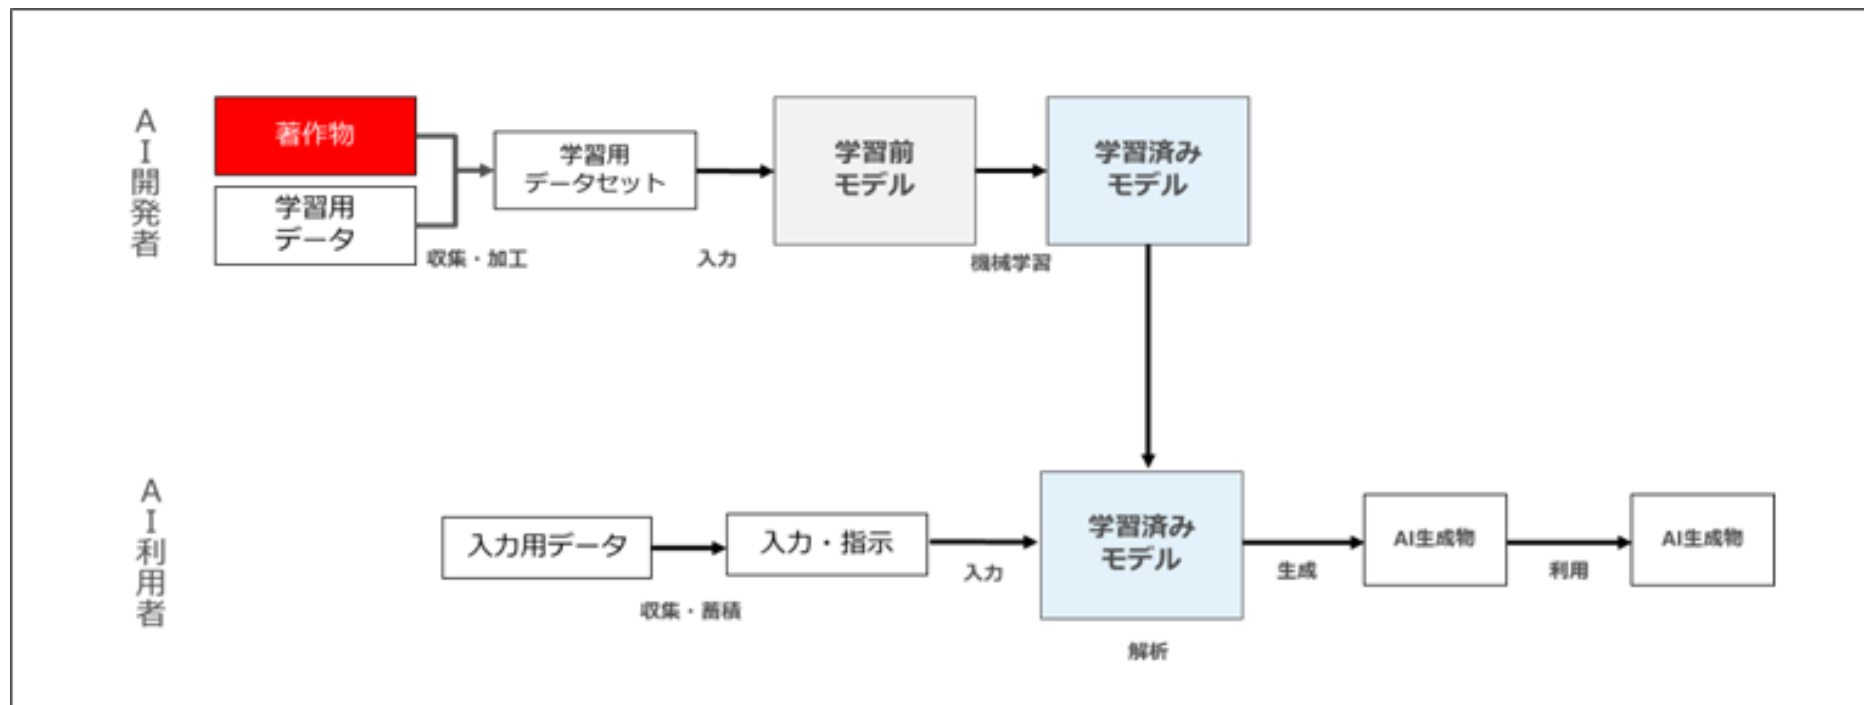 AI開発者
著作物
学習用
データ
収集・加工
学習用
データセット
入力
学習前
モデル
機械学習
学習済み
モデル
AI利用者
入力用データ
収集・蓄積
入力・指示
入力
学習済み
モデル
解析
生成
AI生成物
利用
AI生成物